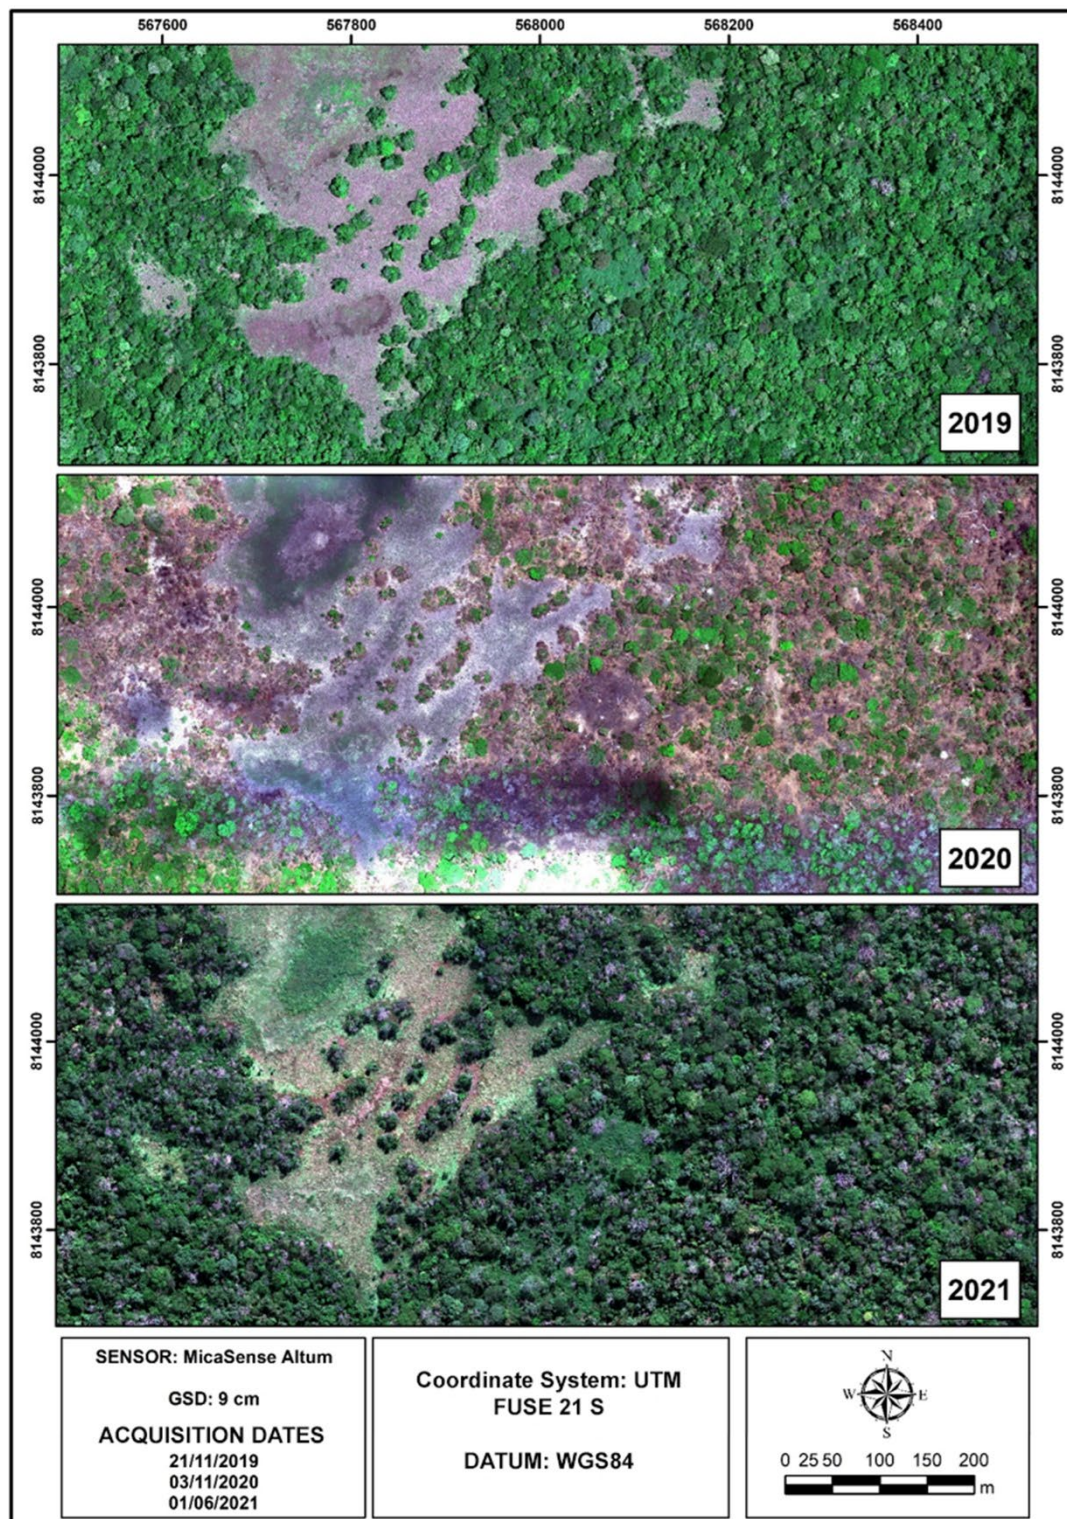 567600 567800 568000 568200 568400
8144000 8144000
8143800 8143800
2019
8144000 8144000
8143800 8143800
2020
8144000 8144000
8143800 8143800
2021
SENSOR: MicaSense Altum
GSD: 9 cm
ACQUISITION DATES
21/11/2019
03/11/2020
01/06/2021
Coordinate System: UTM
FUSE 21 S
DATUM: WGS84
N
W E
S
0 25 50 100 150 200
m